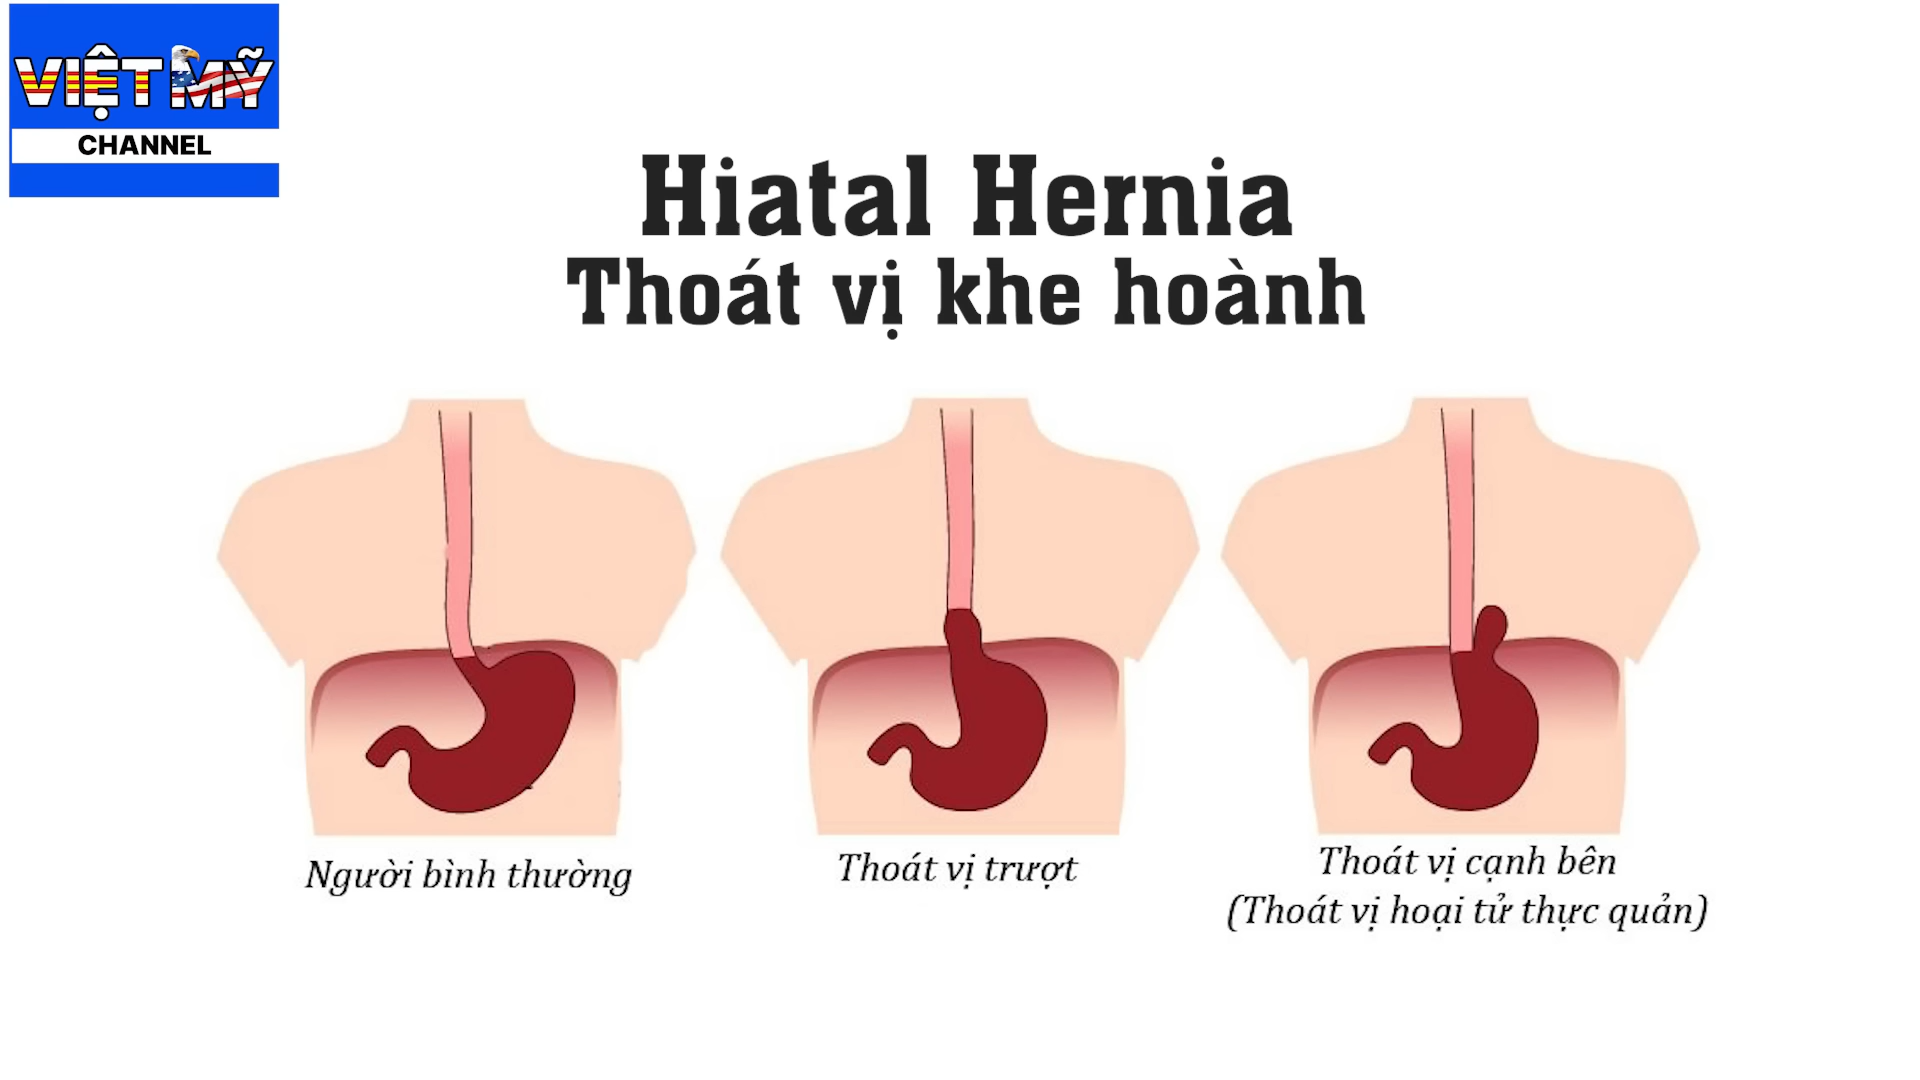 VIỆT MỸ
CHANNEL
Hiatal Hernia
Thoát vị khe hoành
Người bình thường
Thoát vị trượt
Thoát vị cạnh bên
(Thoát vị hoại tử thực quản)